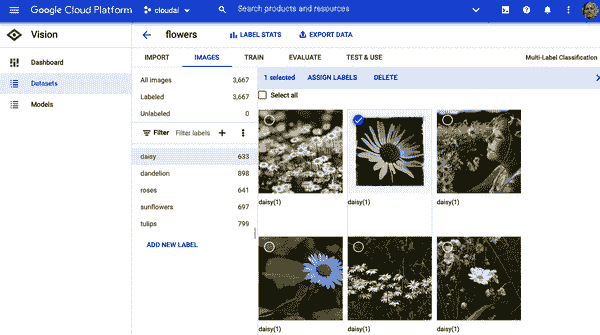 Google Cloud Platform
cloudai
Search products and resources
Vision
flowers
LABEL STATS
EXPORT DATA
Dashboard
Datasets
Models
IMPORT
IMAGES
TRAIN
EVALUATE
TEST & USE
Multi-Label Classification
All images 3,667
Labeled 3,667
Unlabeled 0
Filter Filter labels
daisy 633
dandelion 898
roses 641
sunflowers 697
tulips 799
ADD NEW LABEL
1 selected ASSIGN LABELS DELETE
Select all
daisy(1) daisy(1) daisy(1)
daisy(1) daisy(1) daisy(1)